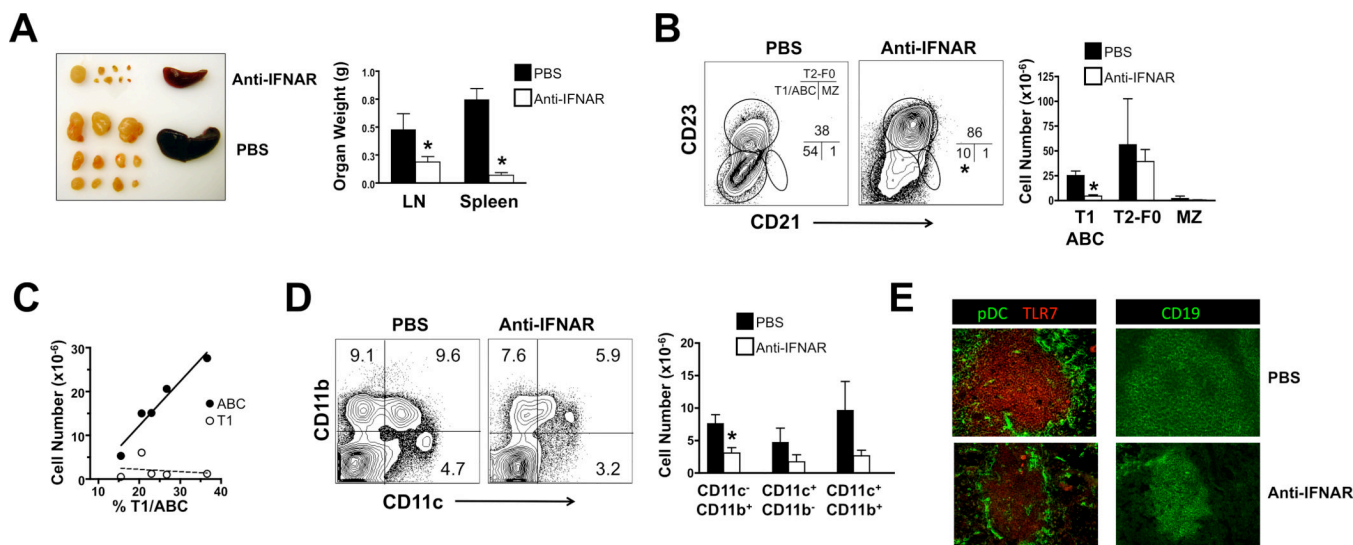 A
Anti-IFNAR
PBS
Organ Weight (g)
1.0
0.8
0.5
0.3
0.0
PBS
Anti-IFNAR
*
*
LN
Spleen
B
PBS
Anti-IFNAR
CD23
T2-F0
T1/ABC MZ
38
54 1
86
10 1
*
CD21
Cell Number (x10-6)
125
100
75
50
25
0
PBS
Anti-IFNAR
*
T1 T2-F0 MZ
ABC
C
Cell Number (x10-6)
30
25
15
10
5
0
10 20 30 40
% T1/ABC
ABC
T1
D
PBS
Anti-IFNAR
CD11b
9.1 9.6
4.7
7.6 5.9
3.2
CD11c
Cell Number (x10-6)
20
15
10
5
0
PBS
Anti-IFNAR
*
CD11c- CD11c+ CD11c+
CD11b+ CD11b- CD11b+
E
pDC TLR7
CD19
PBS
Anti-IFNAR